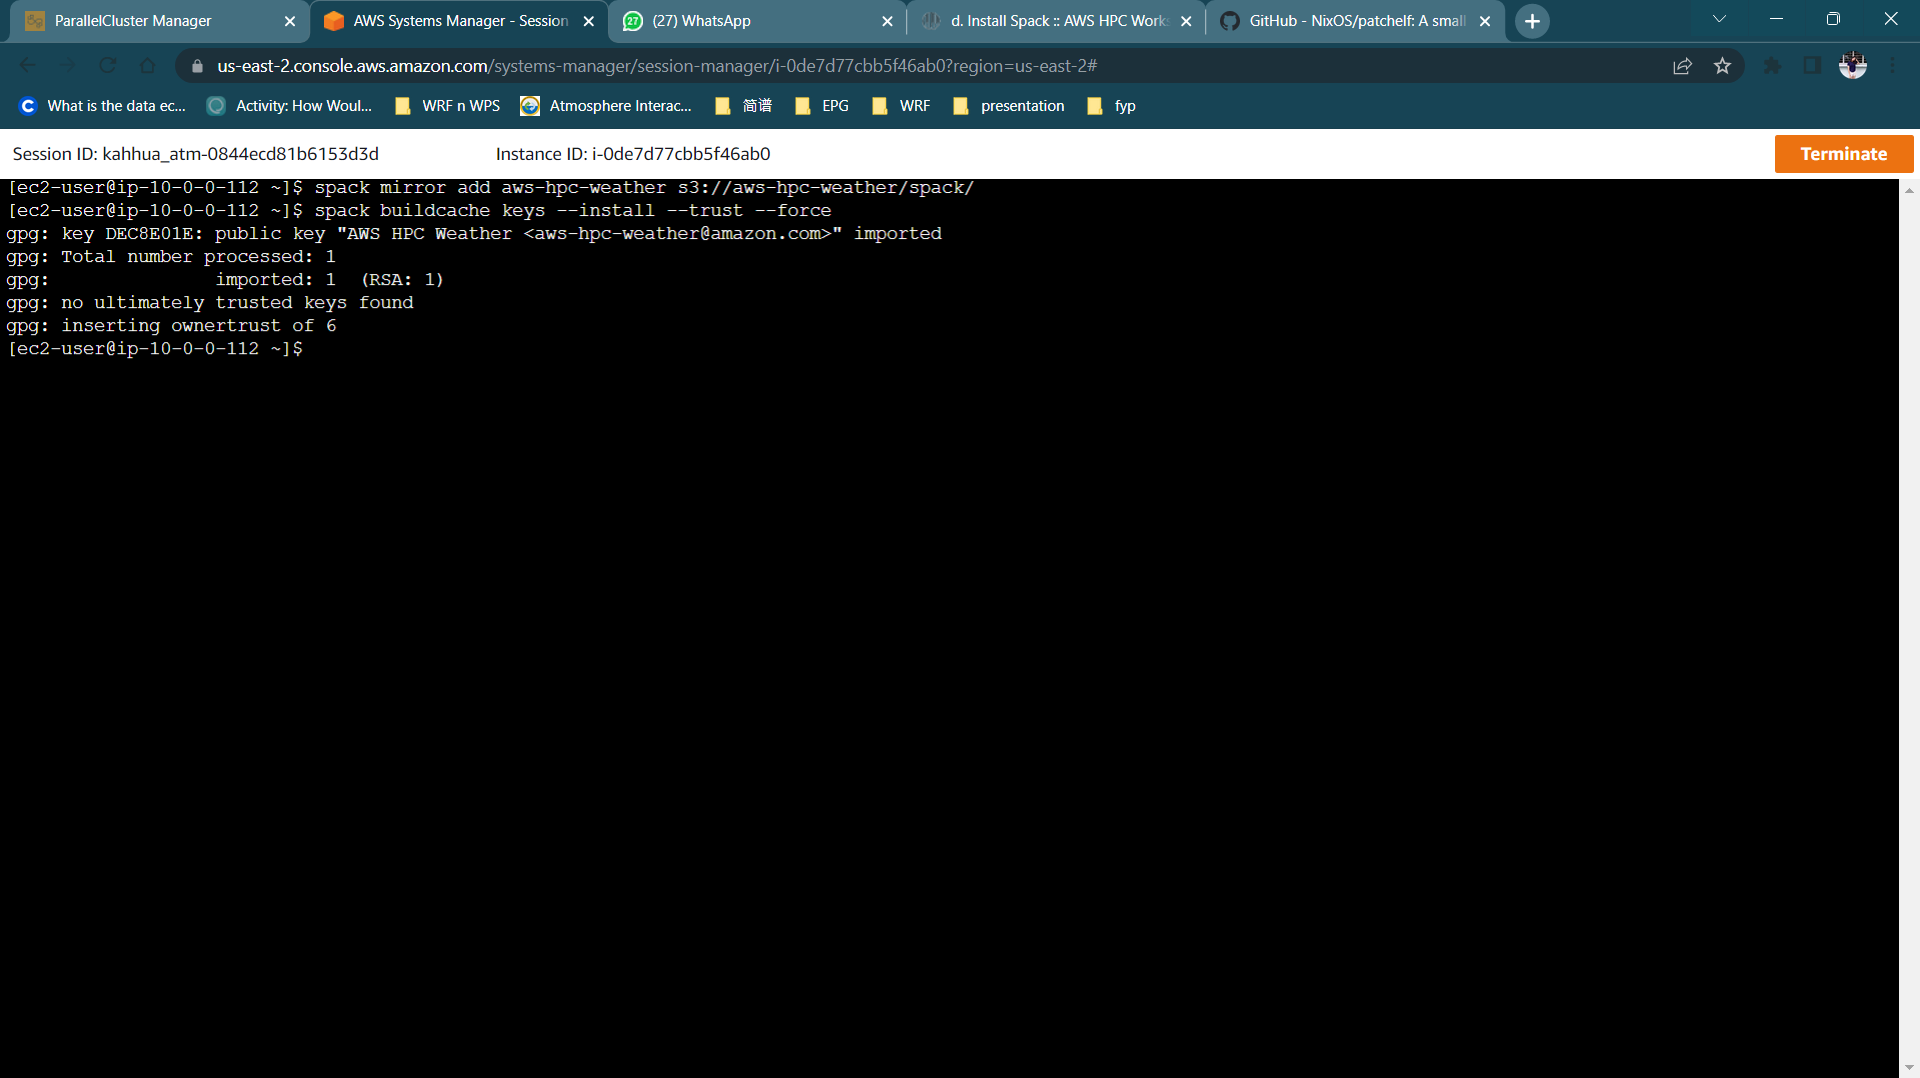 ParallelCluster Manager
AWS Systems Manager - Session
27
(27) WhatsApp
d. Install Spack :: AWS HPC Works
GitHub - NixOS/patchelf: A small
us-east-2.console.aws.amazon.com/systems-manager/session-manager/i-0de7d77cbb5f46ab0?region=us-east-2#
What is the data ec...
Activity: How Woul...
WRF n WPS
Atmosphere Interac...
简谱
EPG
WRF
presentation
fyp
Session ID: kahhua_atm-0844ecd81b6153d3d
Instance ID: i-0de7d77cbb5f46ab0
Terminate
[ec2-user@ip-10-0-0-112 ~]$ spack mirror add aws-hpc-weather s3://aws-hpc-weather/spack/
[ec2-user@ip-10-0-0-112 ~]$ spack buildcache keys --install --trust --force
gpg: key DEC8E01E: public key "AWS HPC Weather <aws-hpc-weather@amazon.com>" imported
gpg: Total number processed: 1
gpg:               imported: 1  (RSA: 1)
gpg: no ultimately trusted keys found
gpg: inserting ownertrust of 6
[ec2-user@ip-10-0-0-112 ~]$